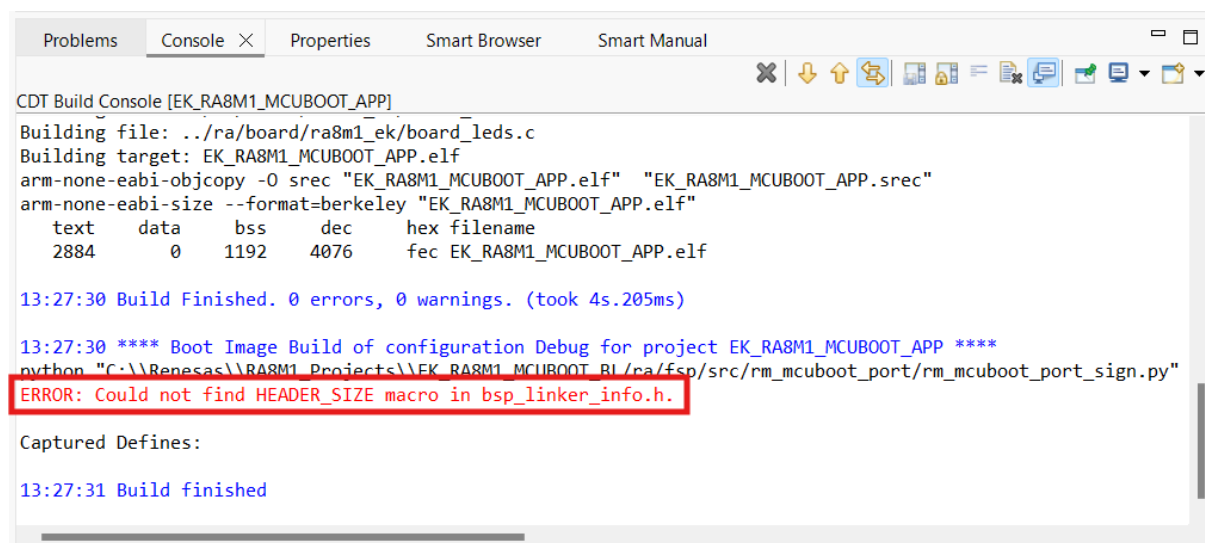 Problems Console Properties Smart Browser Smart Manual
CDT Build Console [EK_RA8M1_MCUBOOT_APP]
Building file: ../ra/board/ra8m1_ek/board_leds.c
Building target: EK_RA8M1_MCUBOOT_APP.elf
arm-none-eabi-objcopy -O srec "EK_RA8M1_MCUBOOT_APP.elf"  "EK_RA8M1_MCUBOOT_APP.srec"
arm-none-eabi-size --format=berkeley "EK_RA8M1_MCUBOOT_APP.elf"
   text    data     bss     dec     hex filename
   2884       0    1192    4076     fec EK_RA8M1_MCUBOOT_APP.elf
13:27:30 Build Finished. 0 errors, 0 warnings. (took 4s.205ms)
13:27:30 **** Boot Image Build of configuration Debug for project EK_RA8M1_MCUBOOT_APP ****
python "C:\\Renesas\\RA8M1_Projects\\EK_RA8M1_MCUBOOT_BL/ra/fsp/src/rm_mcuboot_port/rm_mcuboot_port_sign.py"
ERROR: Could not find HEADER_SIZE macro in bsp_linker_info.h.
Captured Defines:
13:27:31 Build finished